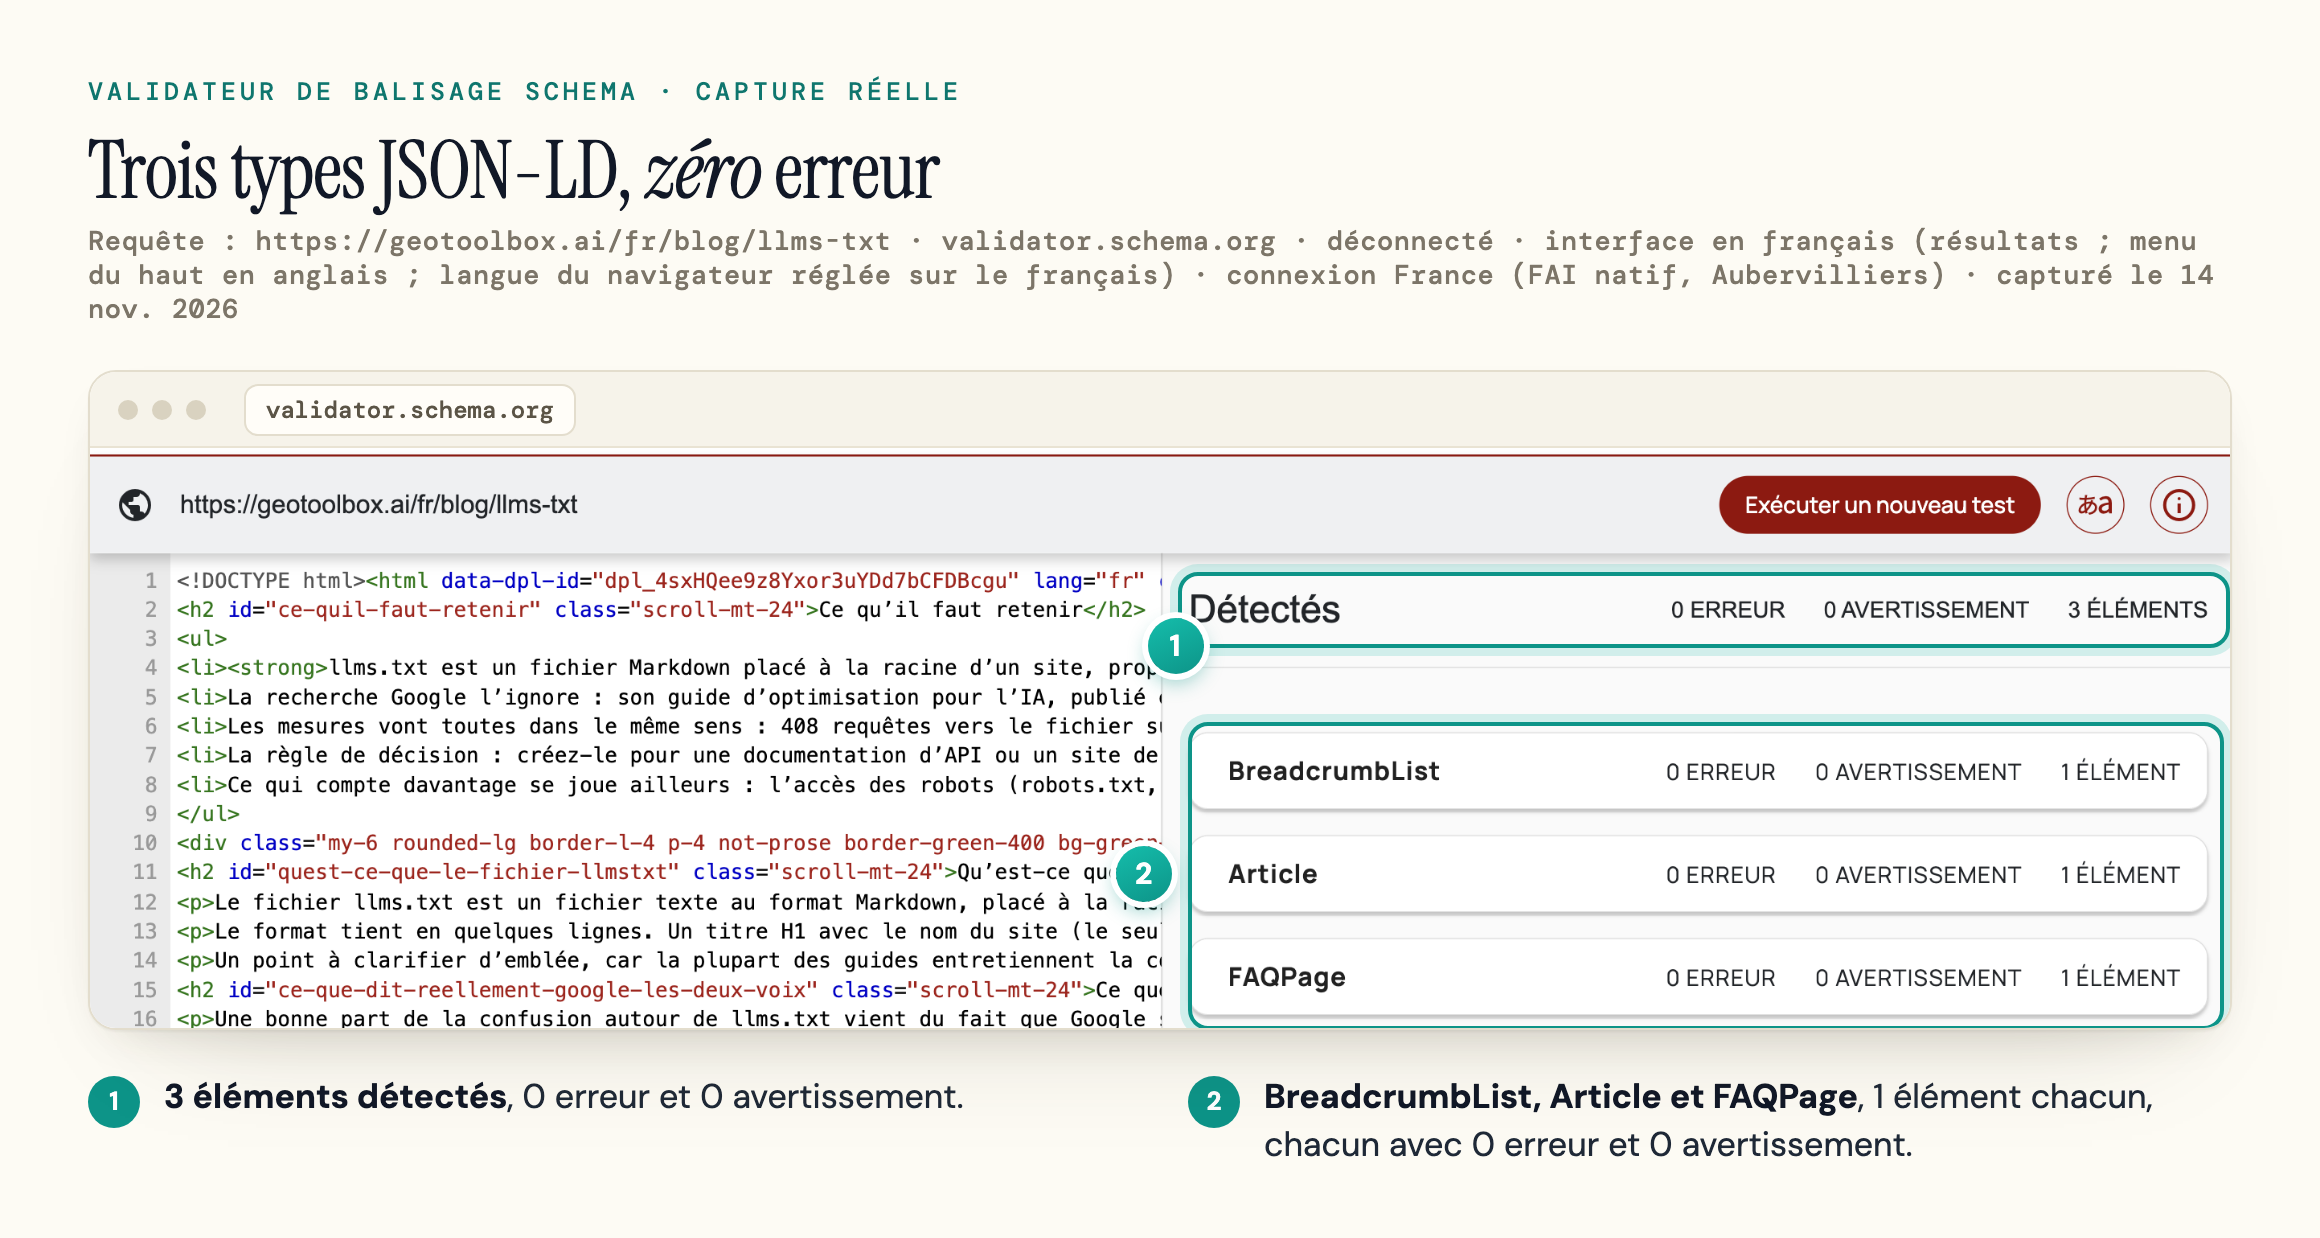 VALIDATEUR DE BALISAGE SCHEMA · CAPTURE RÉELLE
Trois types JSON-LD, zéro erreur
Requête : https://geotoolbox.ai/fr/blog/llms-txt · validator.schema.org · déconnecté · interface en français (résultats ; menu
du haut en anglais ; langue du navigateur réglée sur le français) · connexion France (FAI natif, Aubervilliers) · capturé le 14
nov. 2026
validator.schema.org
https://geotoolbox.ai/fr/blog/llms-txt
Exécuter un nouveau test
あa
1 <!DOCTYPE html><html data-dpl-id="dpl_4sxHQee9z8Yxor3uYDd7bCFDBcgu" lang="fr"
2 <h2 id="ce-quil-faut-retenir" class="scroll-mt-24">Ce qu’il faut retenir</h2>
3 <ul>
4 <li><strong>llms.txt est un fichier Markdown placé à la racine d’un site, prop
5 <li>La recherche Google l’ignore : son guide d’optimisation pour l’IA, publié
6 <li>Les mesures vont toutes dans le même sens : 408 requêtes vers le fichier su
7 <li>La règle de décision : créez-le pour une documentation d’API ou un site de
8 <li>Ce qui compte davantage se joue ailleurs : l’accès des robots (robots.txt,
9 </ul>
10 <div class="my-6 rounded-lg border-l-4 p-4 not-prose border-green-400 bg-green-
11 <h2 id="quest-ce-que-le-fichier-llmstxt" class="scroll-mt-24">Qu’est-ce qu
12 <p>Le fichier llms.txt est un fichier texte au format Markdown, placé à la rac
13 <p>Le format tient en quelques lignes. Un titre H1 avec le nom du site (le seul
14 <p>Un point à clarifier d’emblée, car la plupart des guides entretiennent la co
15 <h2 id="ce-que-dit-reellement-google-les-deux-voix" class="scroll-mt-24">Ce que
16 <p>Une bonne part de la confusion autour de llms.txt vient du fait que Google s
Détectés 0 ERREUR 0 AVERTISSEMENT 3 ÉLÉMENTS
1
BreadcrumbList 0 ERREUR 0 AVERTISSEMENT 1 ÉLÉMENT
2
Article 0 ERREUR 0 AVERTISSEMENT 1 ÉLÉMENT
FAQPage 0 ERREUR 0 AVERTISSEMENT 1 ÉLÉMENT
1 3 éléments détectés, 0 erreur et 0 avertissement.
2 BreadcrumbList, Article et FAQPage, 1 élément chacun,
chacun avec 0 erreur et 0 avertissement.